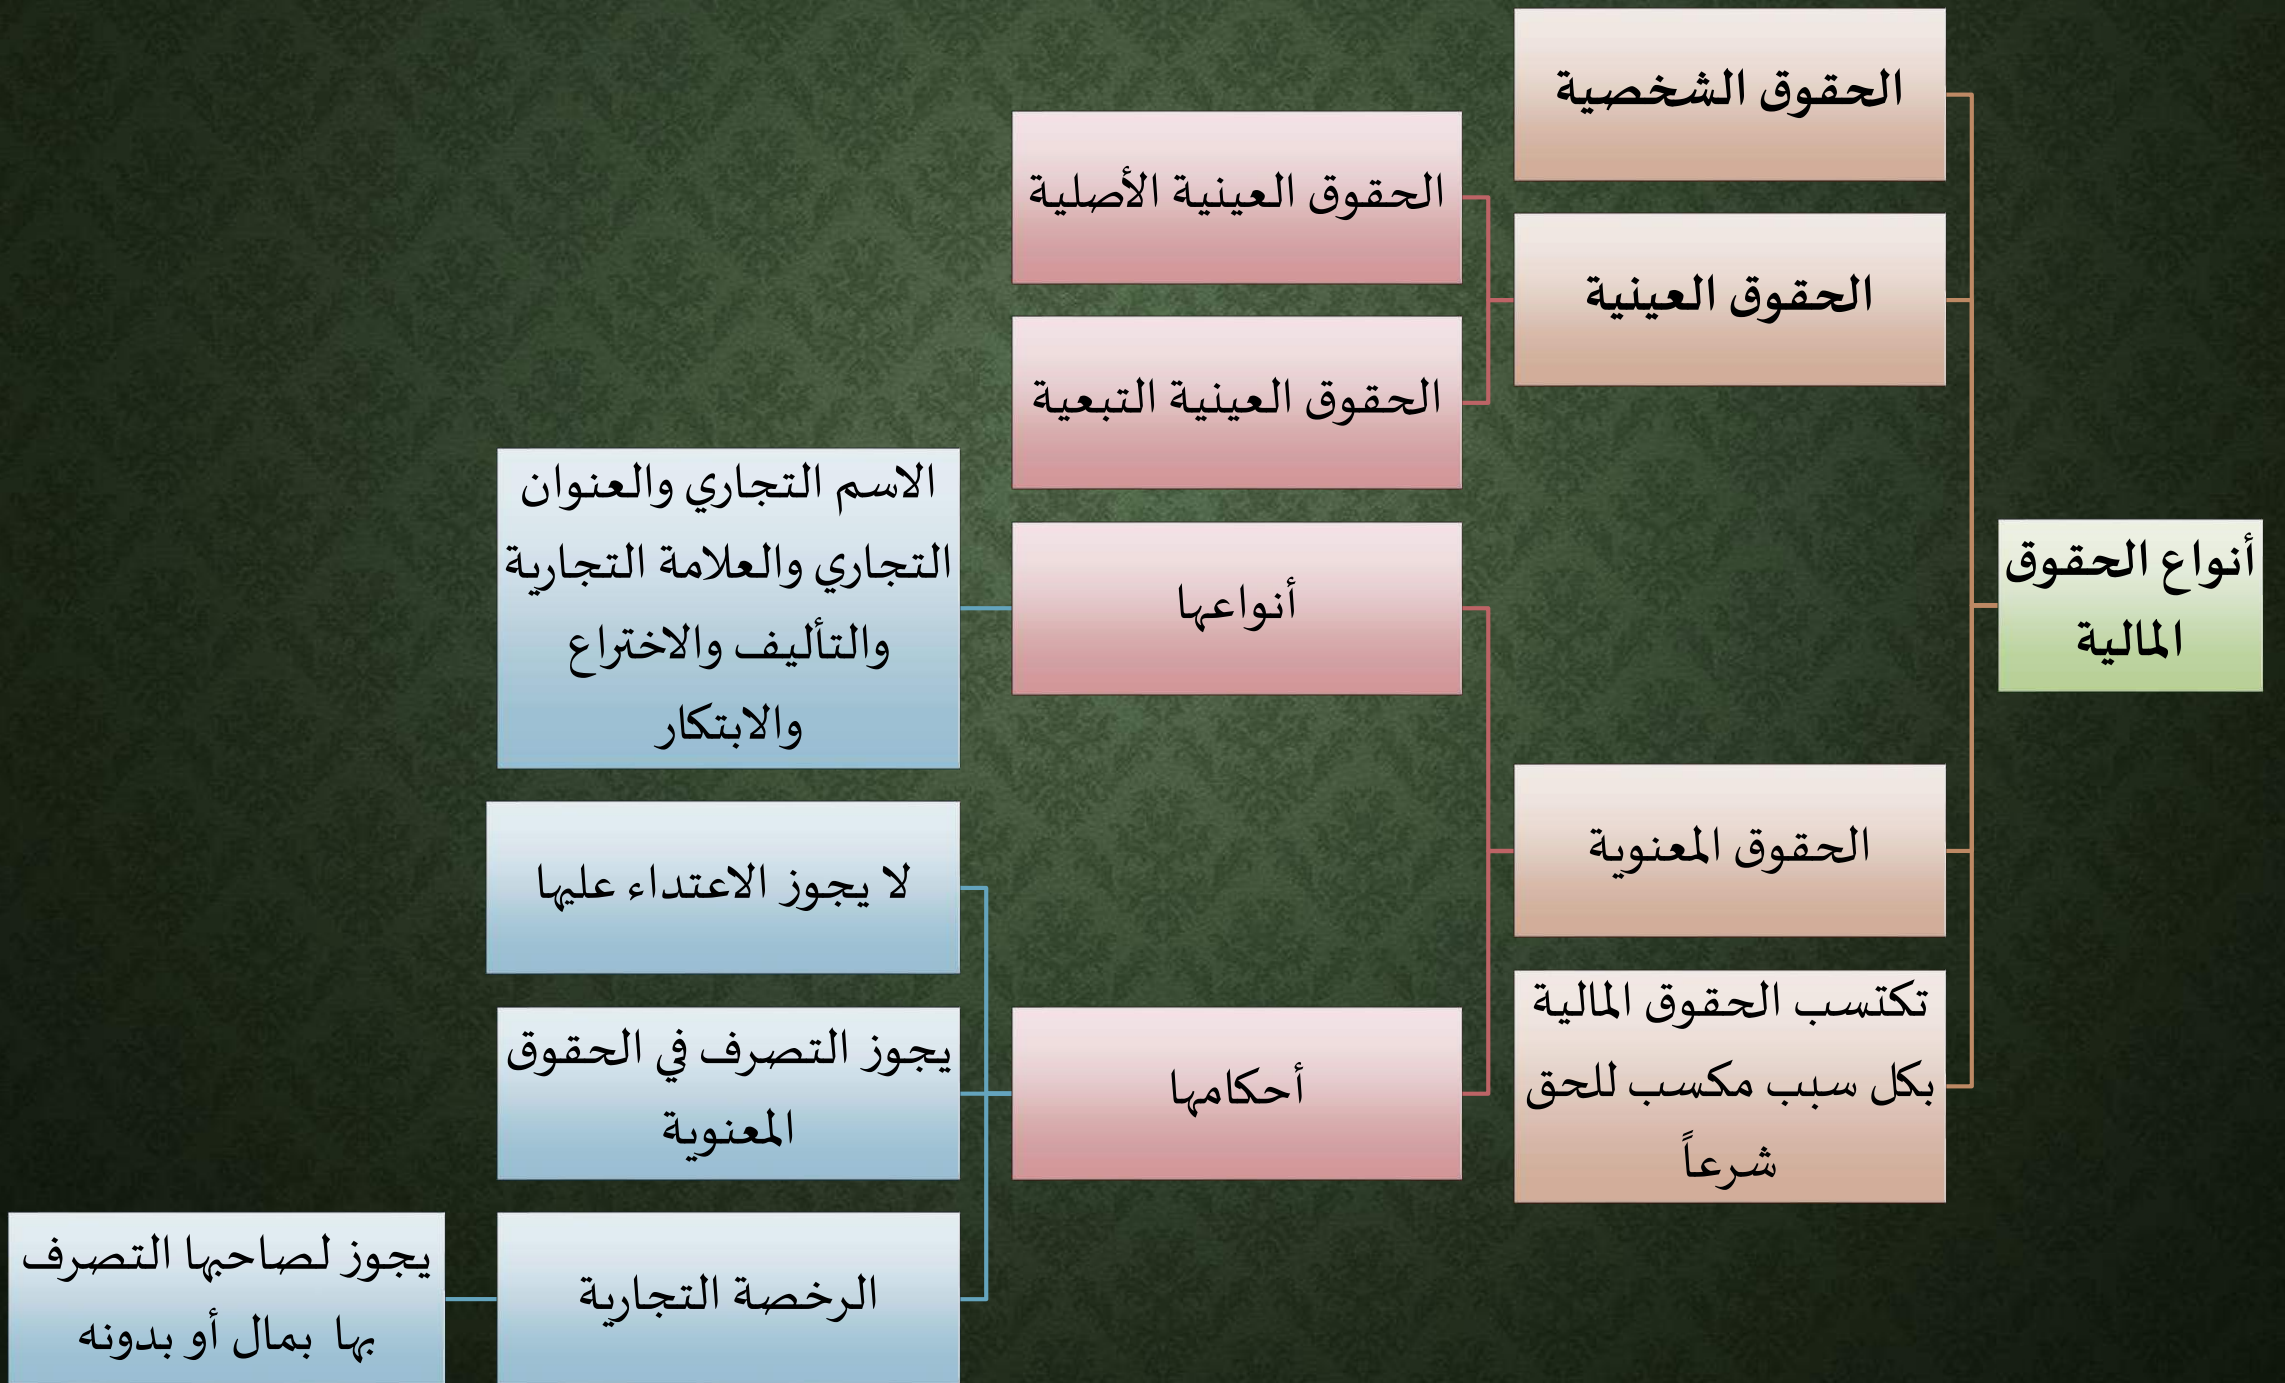 أنواع الحقوق
المالية
الحقوق الشخصية
الحقوق العينية
الحقوق العينية الأصلية
الحقوق العينية التبعية
الحقوق المعنوية
أنواعها
الاسم التجاري والعنوان
التجاري والعلامة التجارية
والتأليف والاختراع
والابتكار
أحكامها
لا يجوز الاعتداء عليها
يجوز التصرف في الحقوق
المعنوية
الرخصة التجارية
يجوز لصاحبها التصرف
بها بمال أو بدونه
تكتسب الحقوق المالية
بكل سبب مكسب للحق
شرعاً